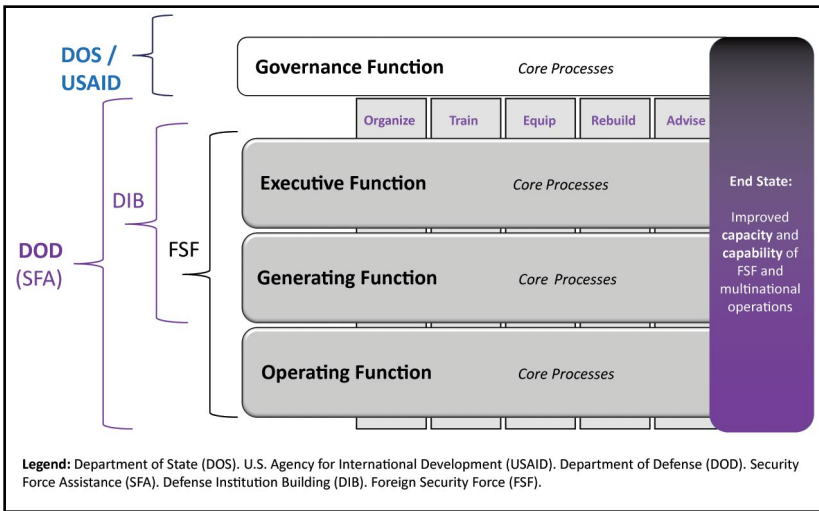 DOS /
USAID
Governance Function Core Processes
Organize Train Equip Rebuild Advise
Executive Function Core Processes
DIB
FSF
DOD
(SFA)
Generating Function Core Processes
Operating Function Core Processes
End State:
Improved
capacity and
capability of
FSF and
multinational
operations
Legend: Department of State (DOS). U.S. Agency for International Development (USAID). Department of Defense (DOD). Security
Force Assistance (SFA). Defense Institution Building (DIB). Foreign Security Force (FSF).